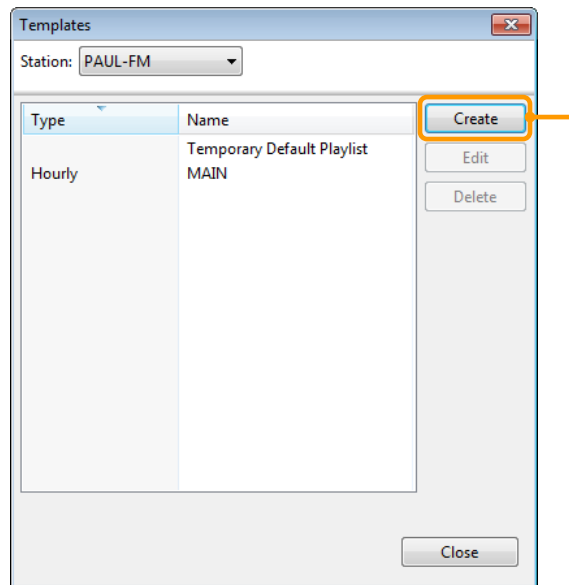 Templates
Station: PAUL-FM
Type Name Create
Temporary Default Playlist
Edit
Hourly MAIN
Delete
Close